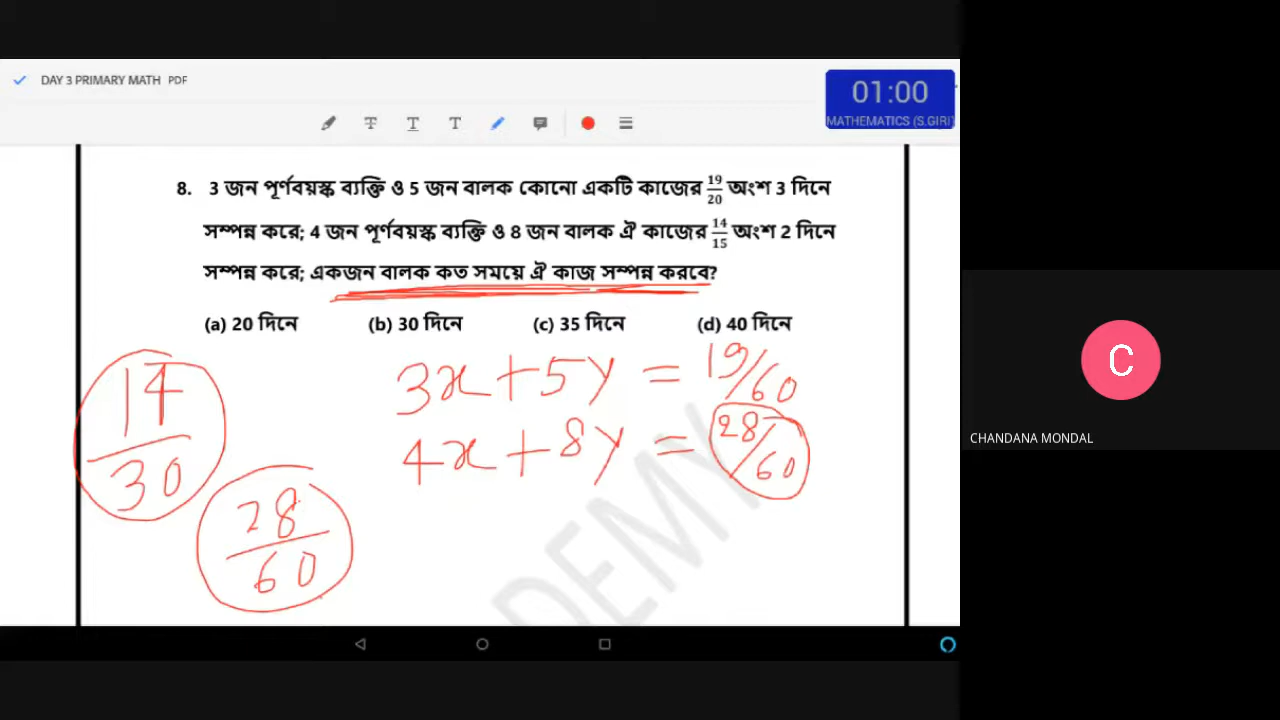 DAY 3 PRIMARY MATH PDF
01:00
MATHEMATICS (S.GIRI)
T T T
8. 3 জন পূর্ণবয়স্ক ব্যক্তি ও 5 জন বালক কোনো একটি কাজের 19/20 অংশ 3 দিনে
সম্পন্ন করে; 4 জন পূর্ণবয়স্ক ব্যক্তি ও 8 জন বালক ঐ কাজের 14/15 অংশ 2 দিনে
সম্পন্ন করে; একজন বালক কত সময়ে ঐ কাজ সম্পন্ন করবে?
(a) 20 দিনে (b) 30 দিনে (c) 35 দিনে (d) 40 দিনে
3x+5y = 19/60
4x+8y = 28/60
14/30
28/60
DEMY
C
CHANDANA MONDAL